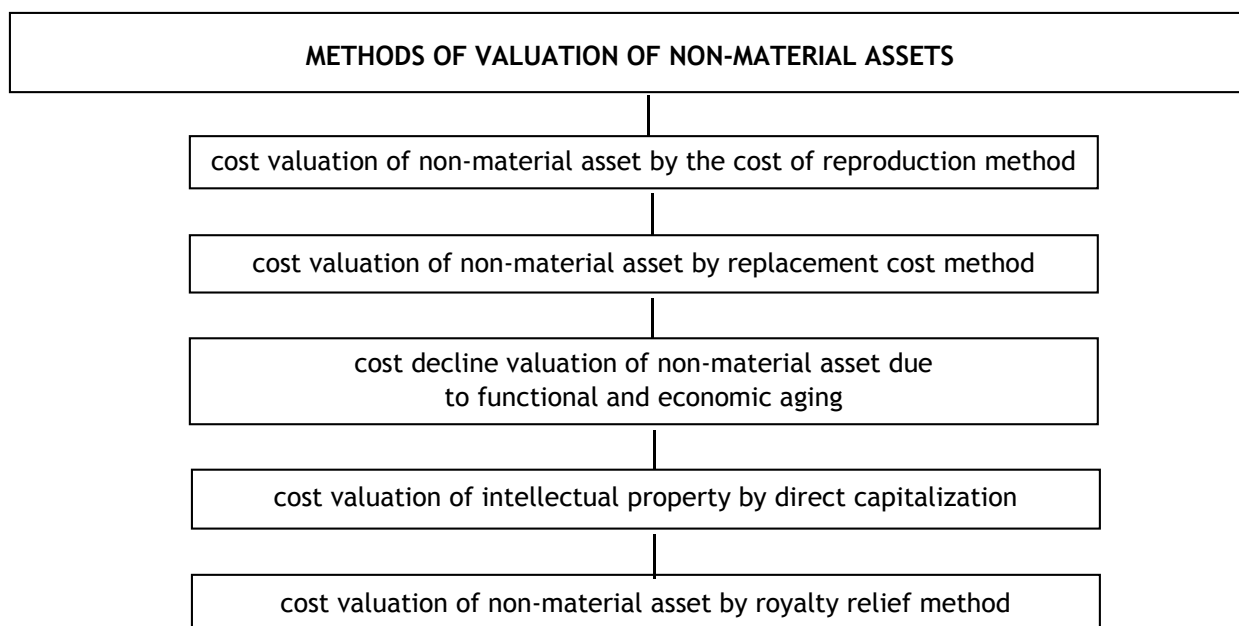 METHODS OF VALUATION OF NON-MATERIAL ASSETS
cost valuation of non-material asset by the cost of reproduction method
cost valuation of non-material asset by replacement cost method
cost decline valuation of non-material asset due
to functional and economic aging
cost valuation of intellectual property by direct capitalization
cost valuation of non-material asset by royalty relief method